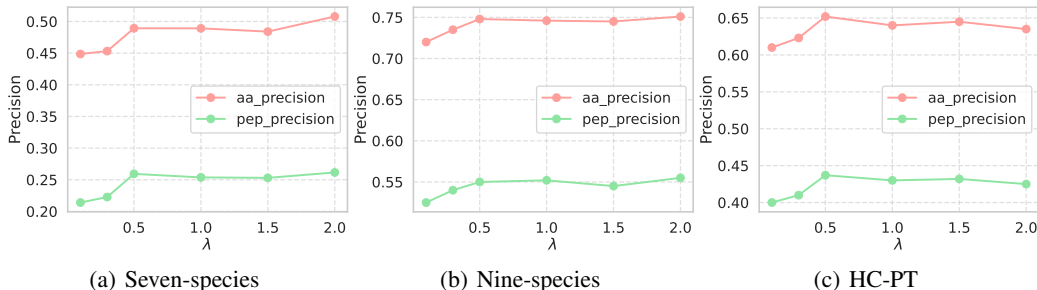 0.50
0.45
0.40
0.35
0.30
0.25
0.20
Precision
aa_precision
pep_precision
0.5 1.0 1.5 2.0
λ
(a) Seven-species
0.75
0.70
0.65
0.60
0.55
Precision
aa_precision
pep_precision
0.5 1.0 1.5 2.0
λ
(b) Nine-species
0.65
0.60
0.55
0.50
0.45
0.40
Precision
aa_precision
pep_precision
0.5 1.0 1.5 2.0
λ
(c) HC-PT